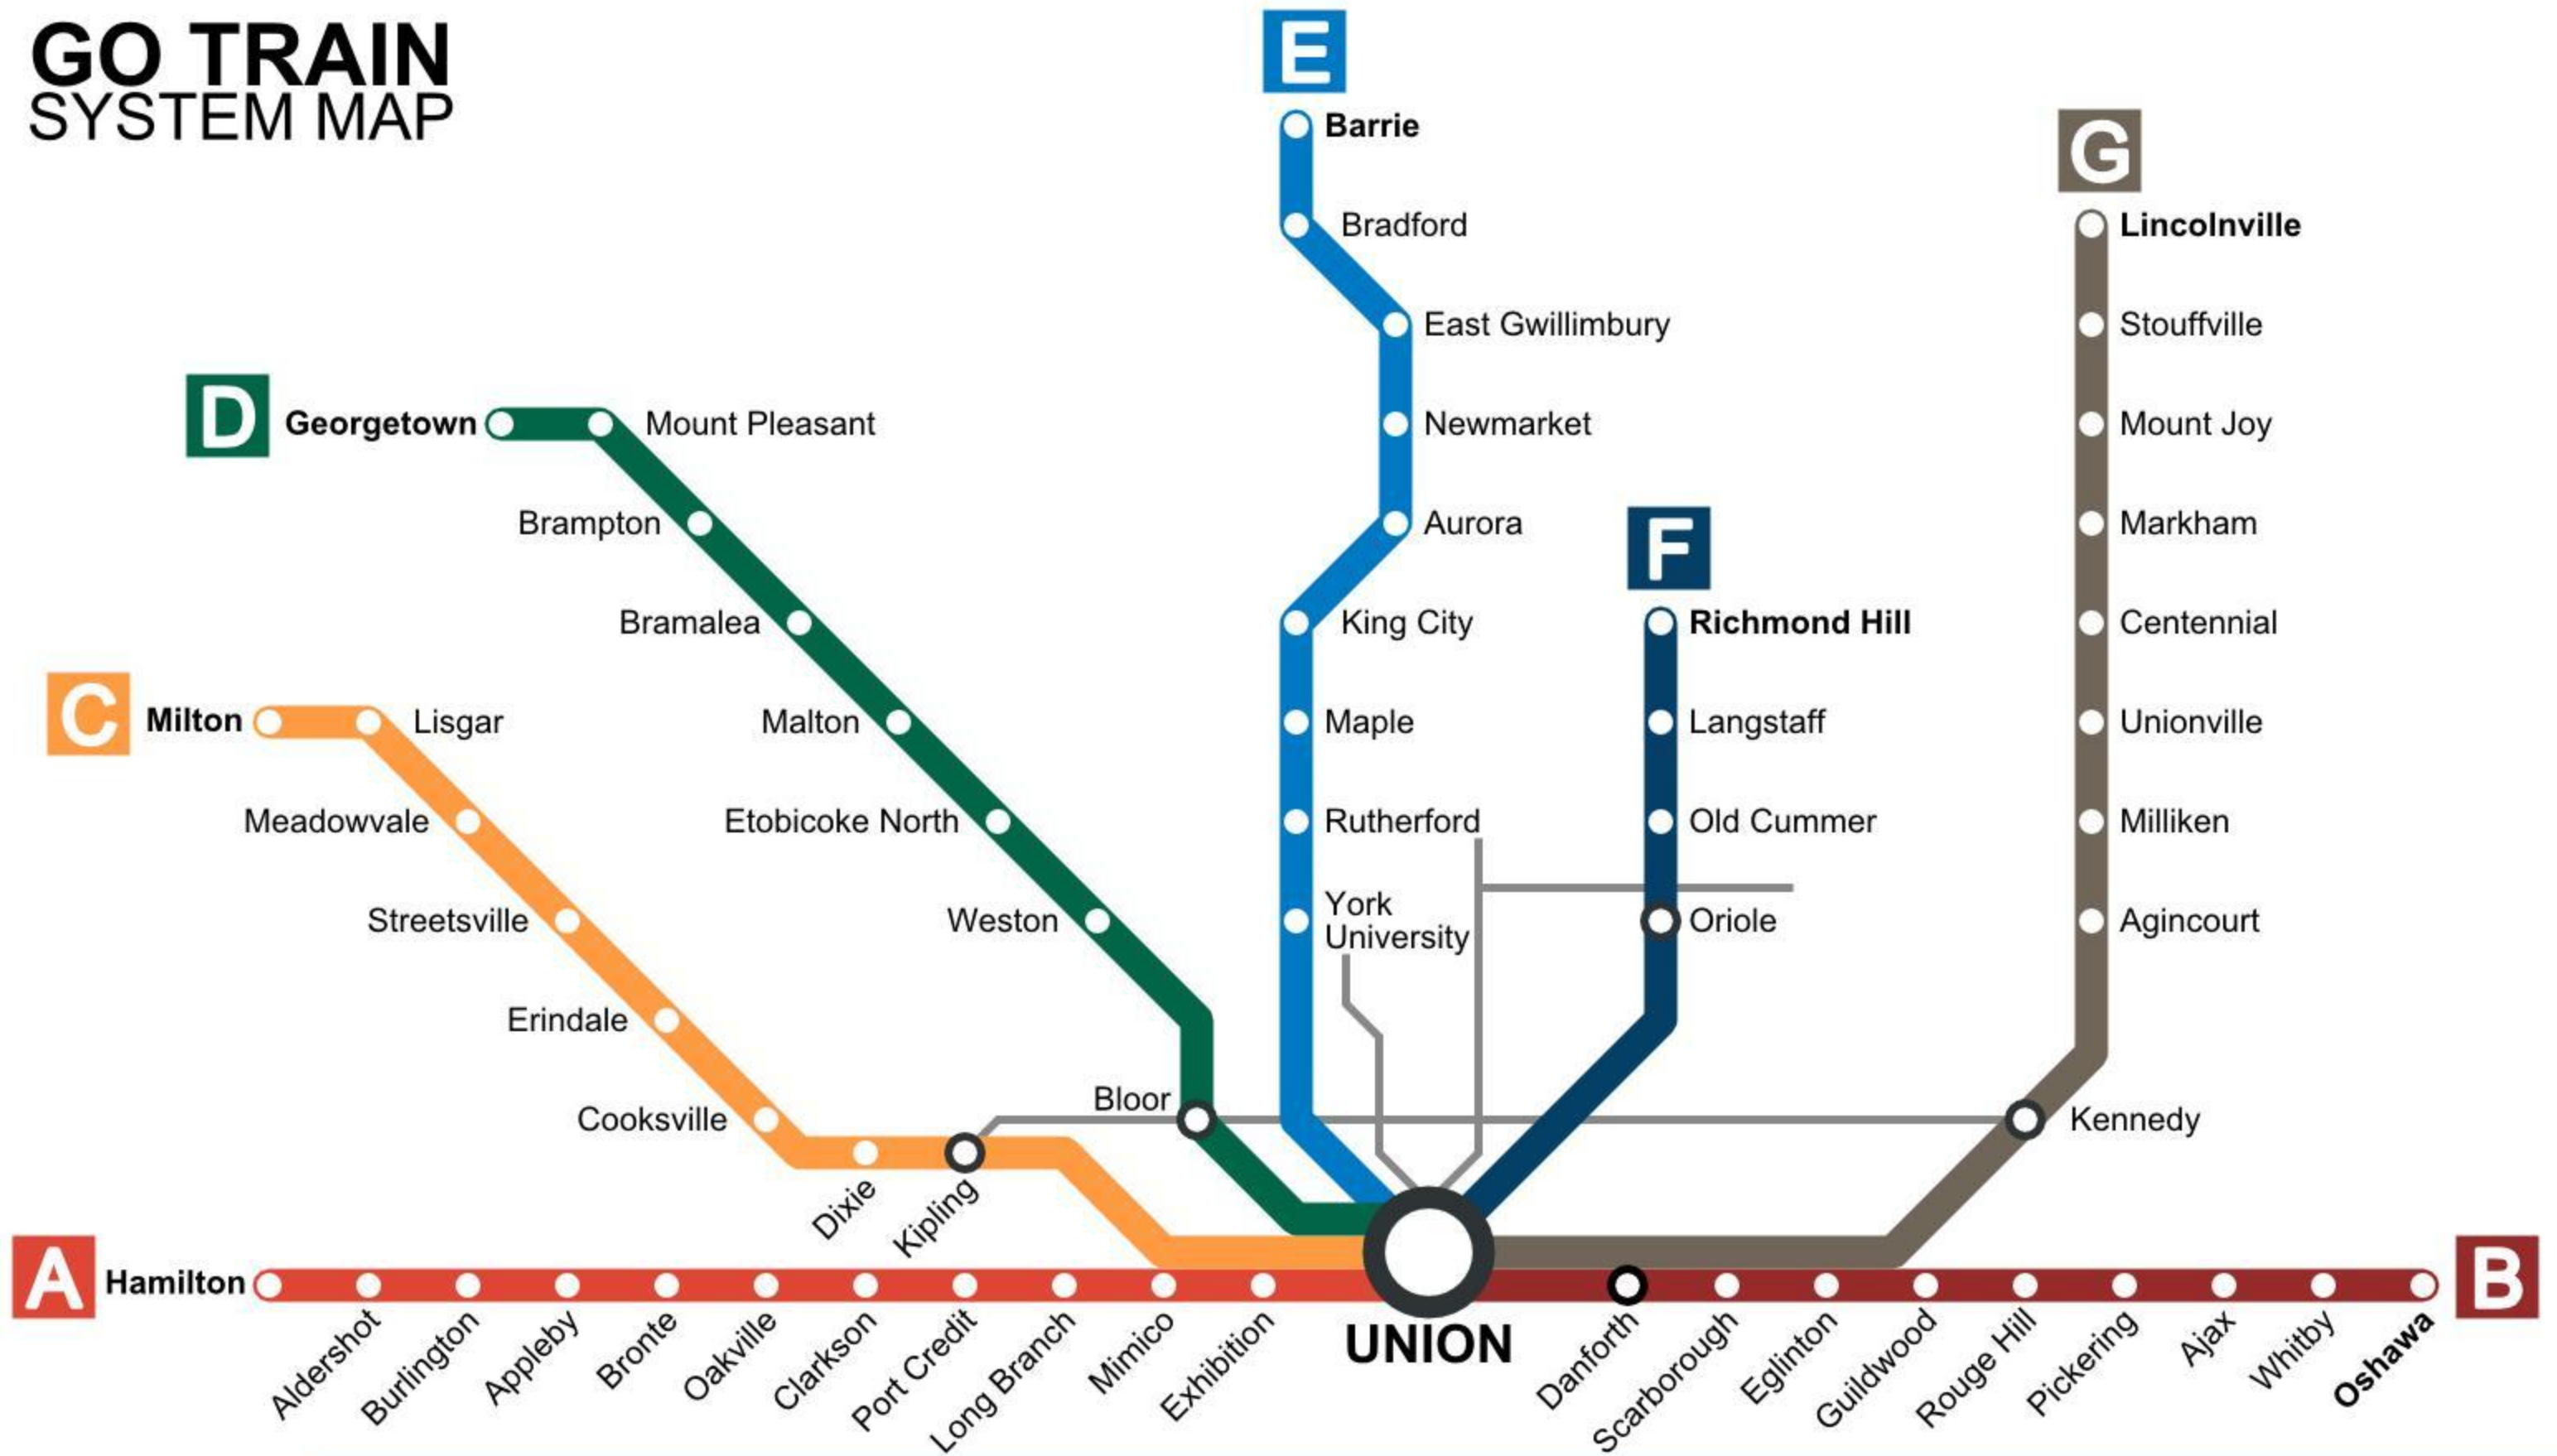 GO TRAIN
SYSTEM MAP
E
Barrie
Bradford
East Gwillimbury
Newmarket
Aurora
King City
Maple
Rutherford
York
University
G
Lincolnville
Stouffville
Mount Joy
Markham
Centennial
Unionville
Milliken
Agincourt
Kennedy
D
Georgetown
Mount Pleasant
Brampton
Bramalea
Malton
Etobicoke North
Weston
Bloor
F
Richmond Hill
Langstaff
Old Cummer
Oriole
C
Milton
Lisgar
Meadowvale
Streetsville
Erindale
Cooksville
Dixie
Kipling
A
Hamilton
Aldershot
Burlington
Appleby
Bronte
Oakville
Clarkson
Port Credit
Long Branch
Mimico
Exhibition
UNION
Danforth
Scarborough
Eglinton
Guildwood
Rouge Hill
Pickering
Ajax
Whitby
Oshawa
B